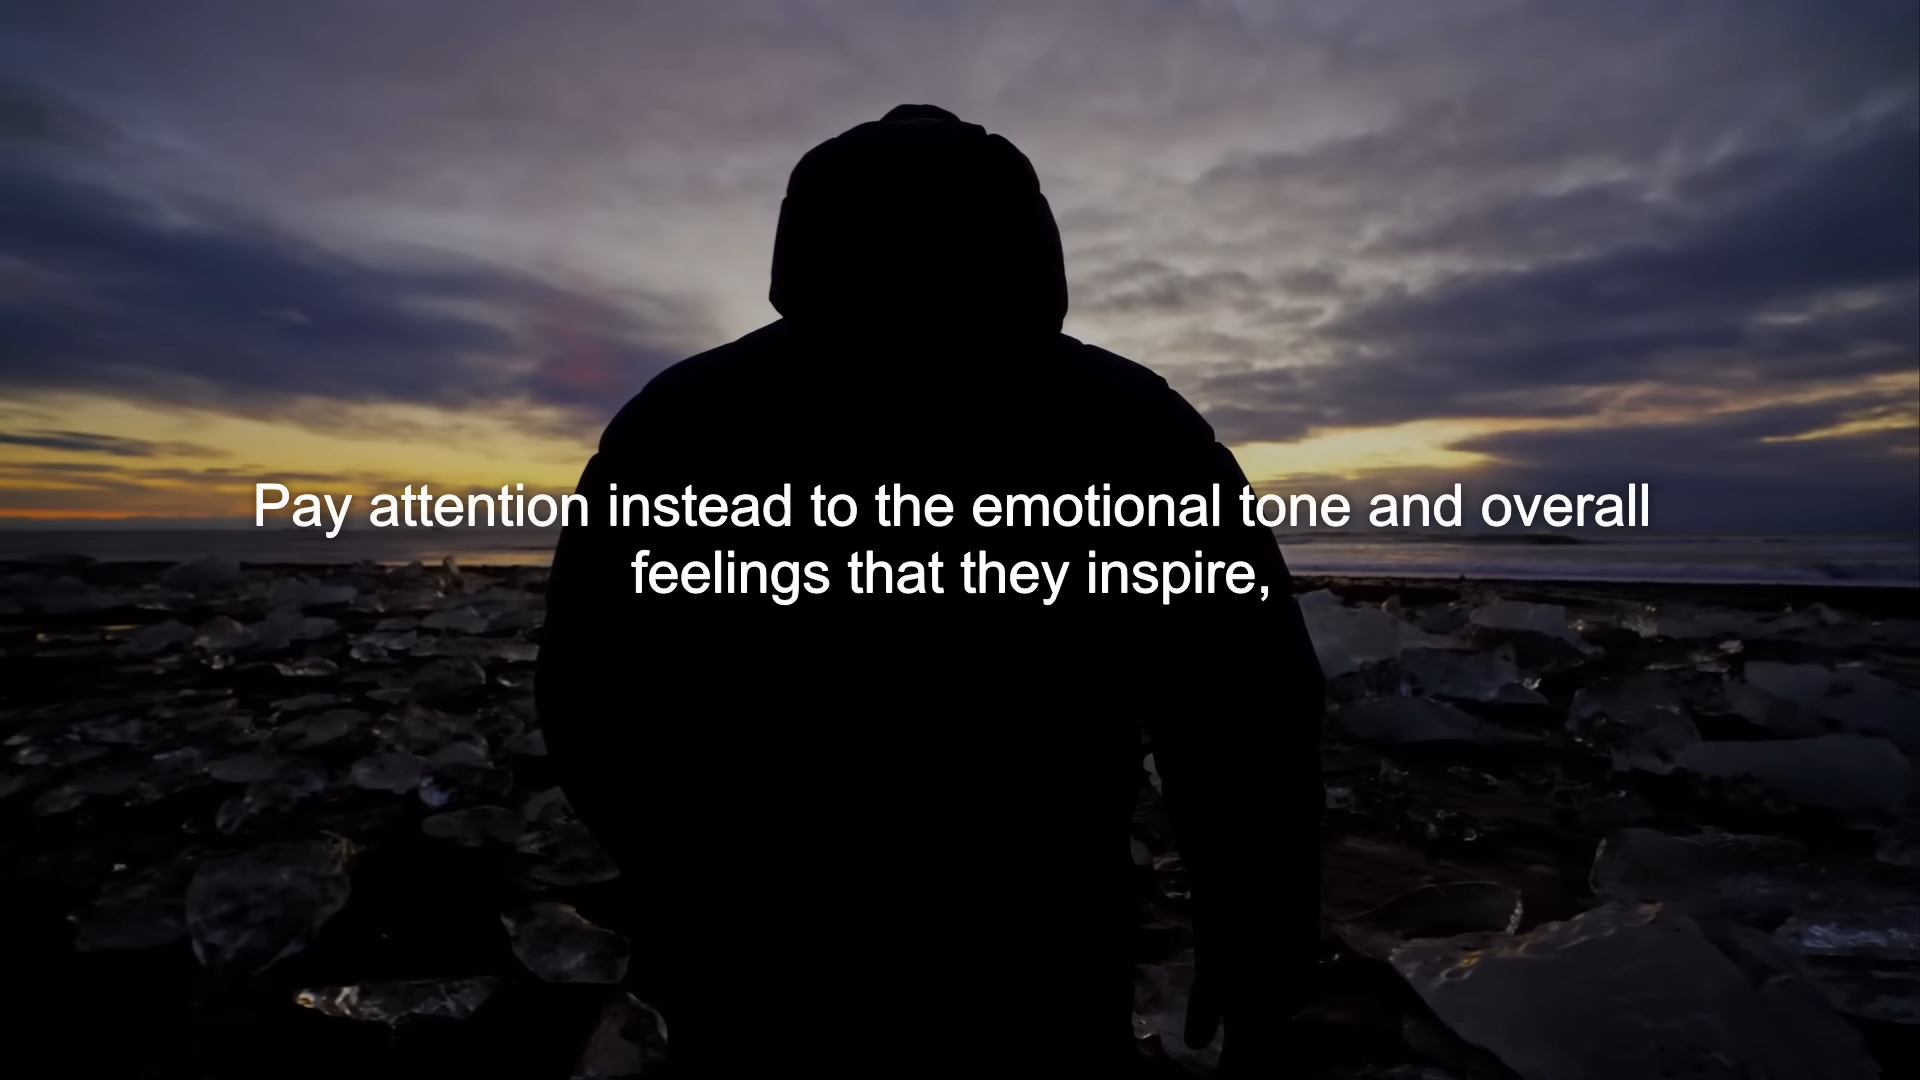 Pay attention instead to the emotional tone and overall
feelings that they inspire,